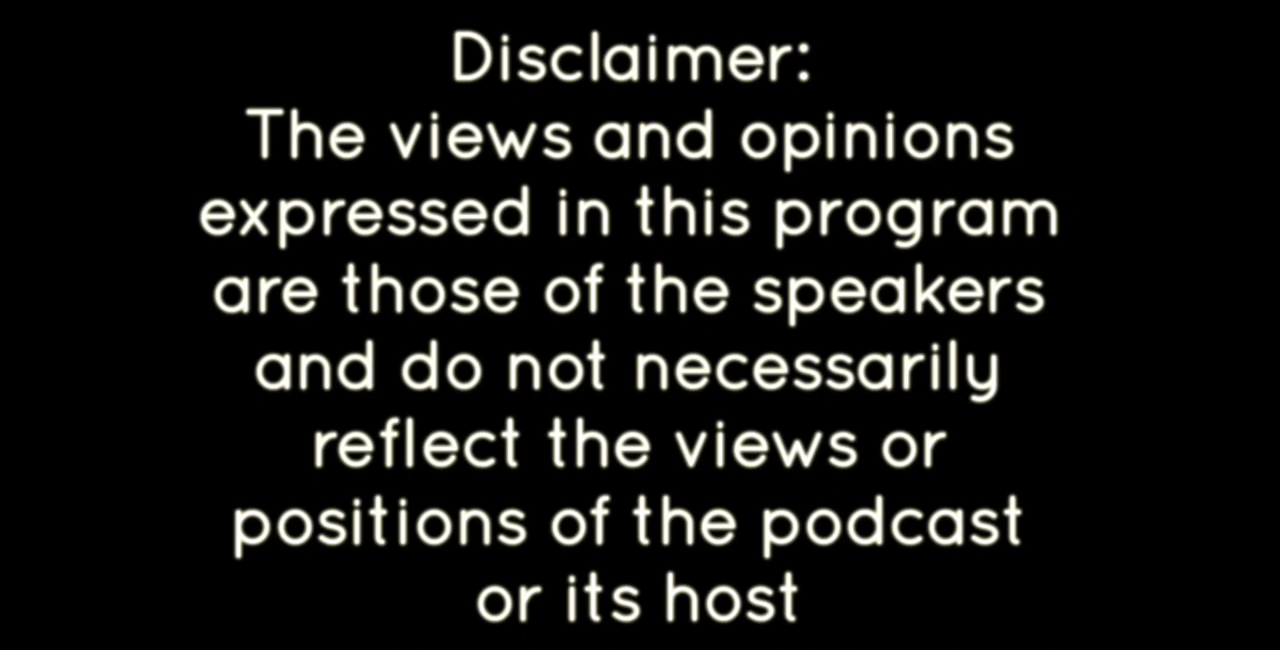 Disclaimer:
The views and opinions
expressed in this program
are those of the speakers
and do not necessarily
reflect the views or
positions of the podcast
or its host